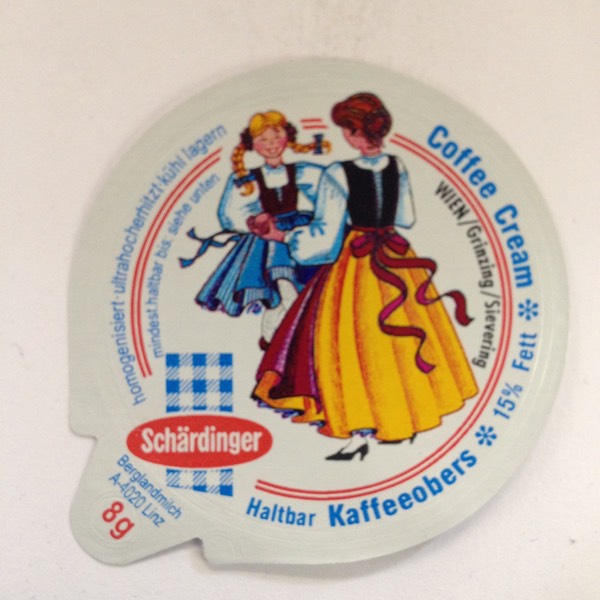 homogenisiert·ultrahocherhitzt·kühl lagern
mindest.haltbar bis: siehe unten
Coffee Cream ✻ 15% Fett ✻
WIEN/Grinzing/Sievering
Haltbar Kaffeeobers
Schärdinger
Berglandmilch
A-4020 Linz
8g